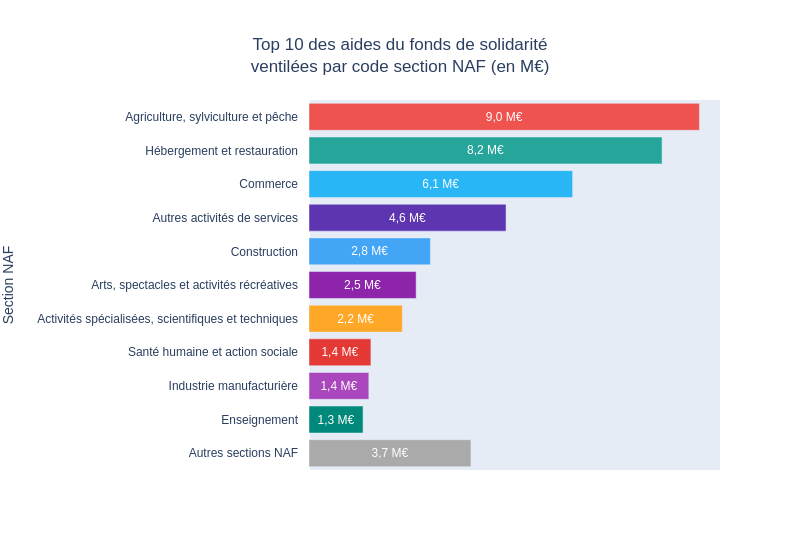 Top 10 des aides du fonds de solidarité
ventilées par code section NAF (en M€)
Section NAF
Agriculture, sylviculture et pêche 9,0 M€
Hébergement et restauration 8,2 M€
Commerce 6,1 M€
Autres activités de services 4,6 M€
Construction 2,8 M€
Arts, spectacles et activités récréatives 2,5 M€
Activités spécialisées, scientifiques et techniques 2,2 M€
Santé humaine et action sociale 1,4 M€
Industrie manufacturière 1,4 M€
Enseignement 1,3 M€
Autres sections NAF 3,7 M€